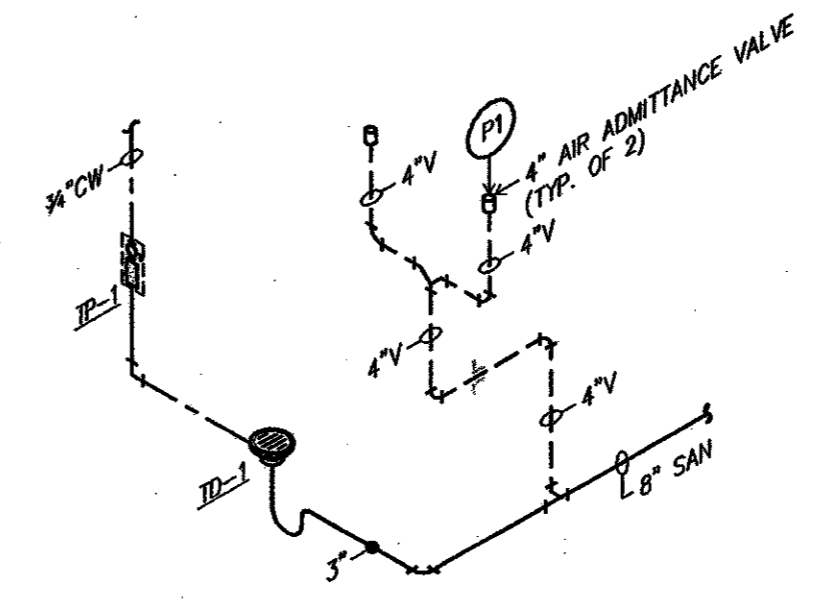 P1
4" AIR ADMITTANCE VALVE
(TYP. OF 2)
4"V
¾"CW
4"V
TP-1
4"V
4"V
TD-1
8" SAN
3"